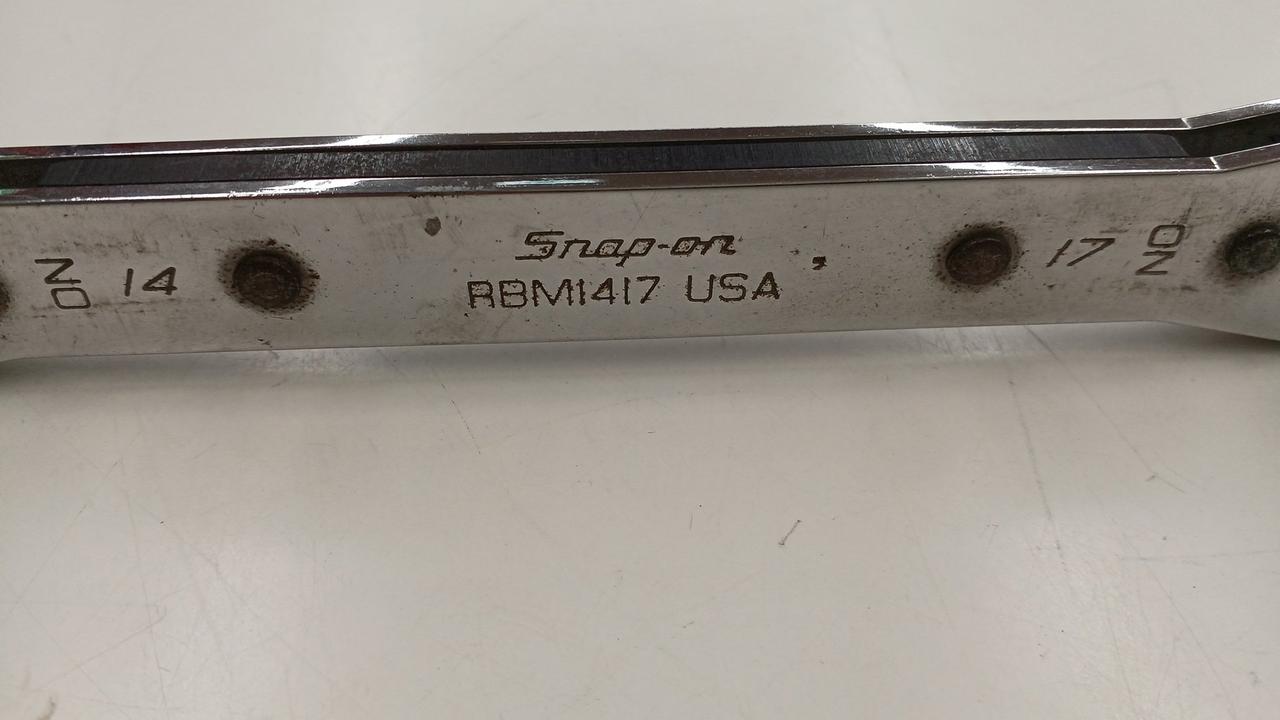 ON 14
Snap-on
RBM1417 USA
17 ON